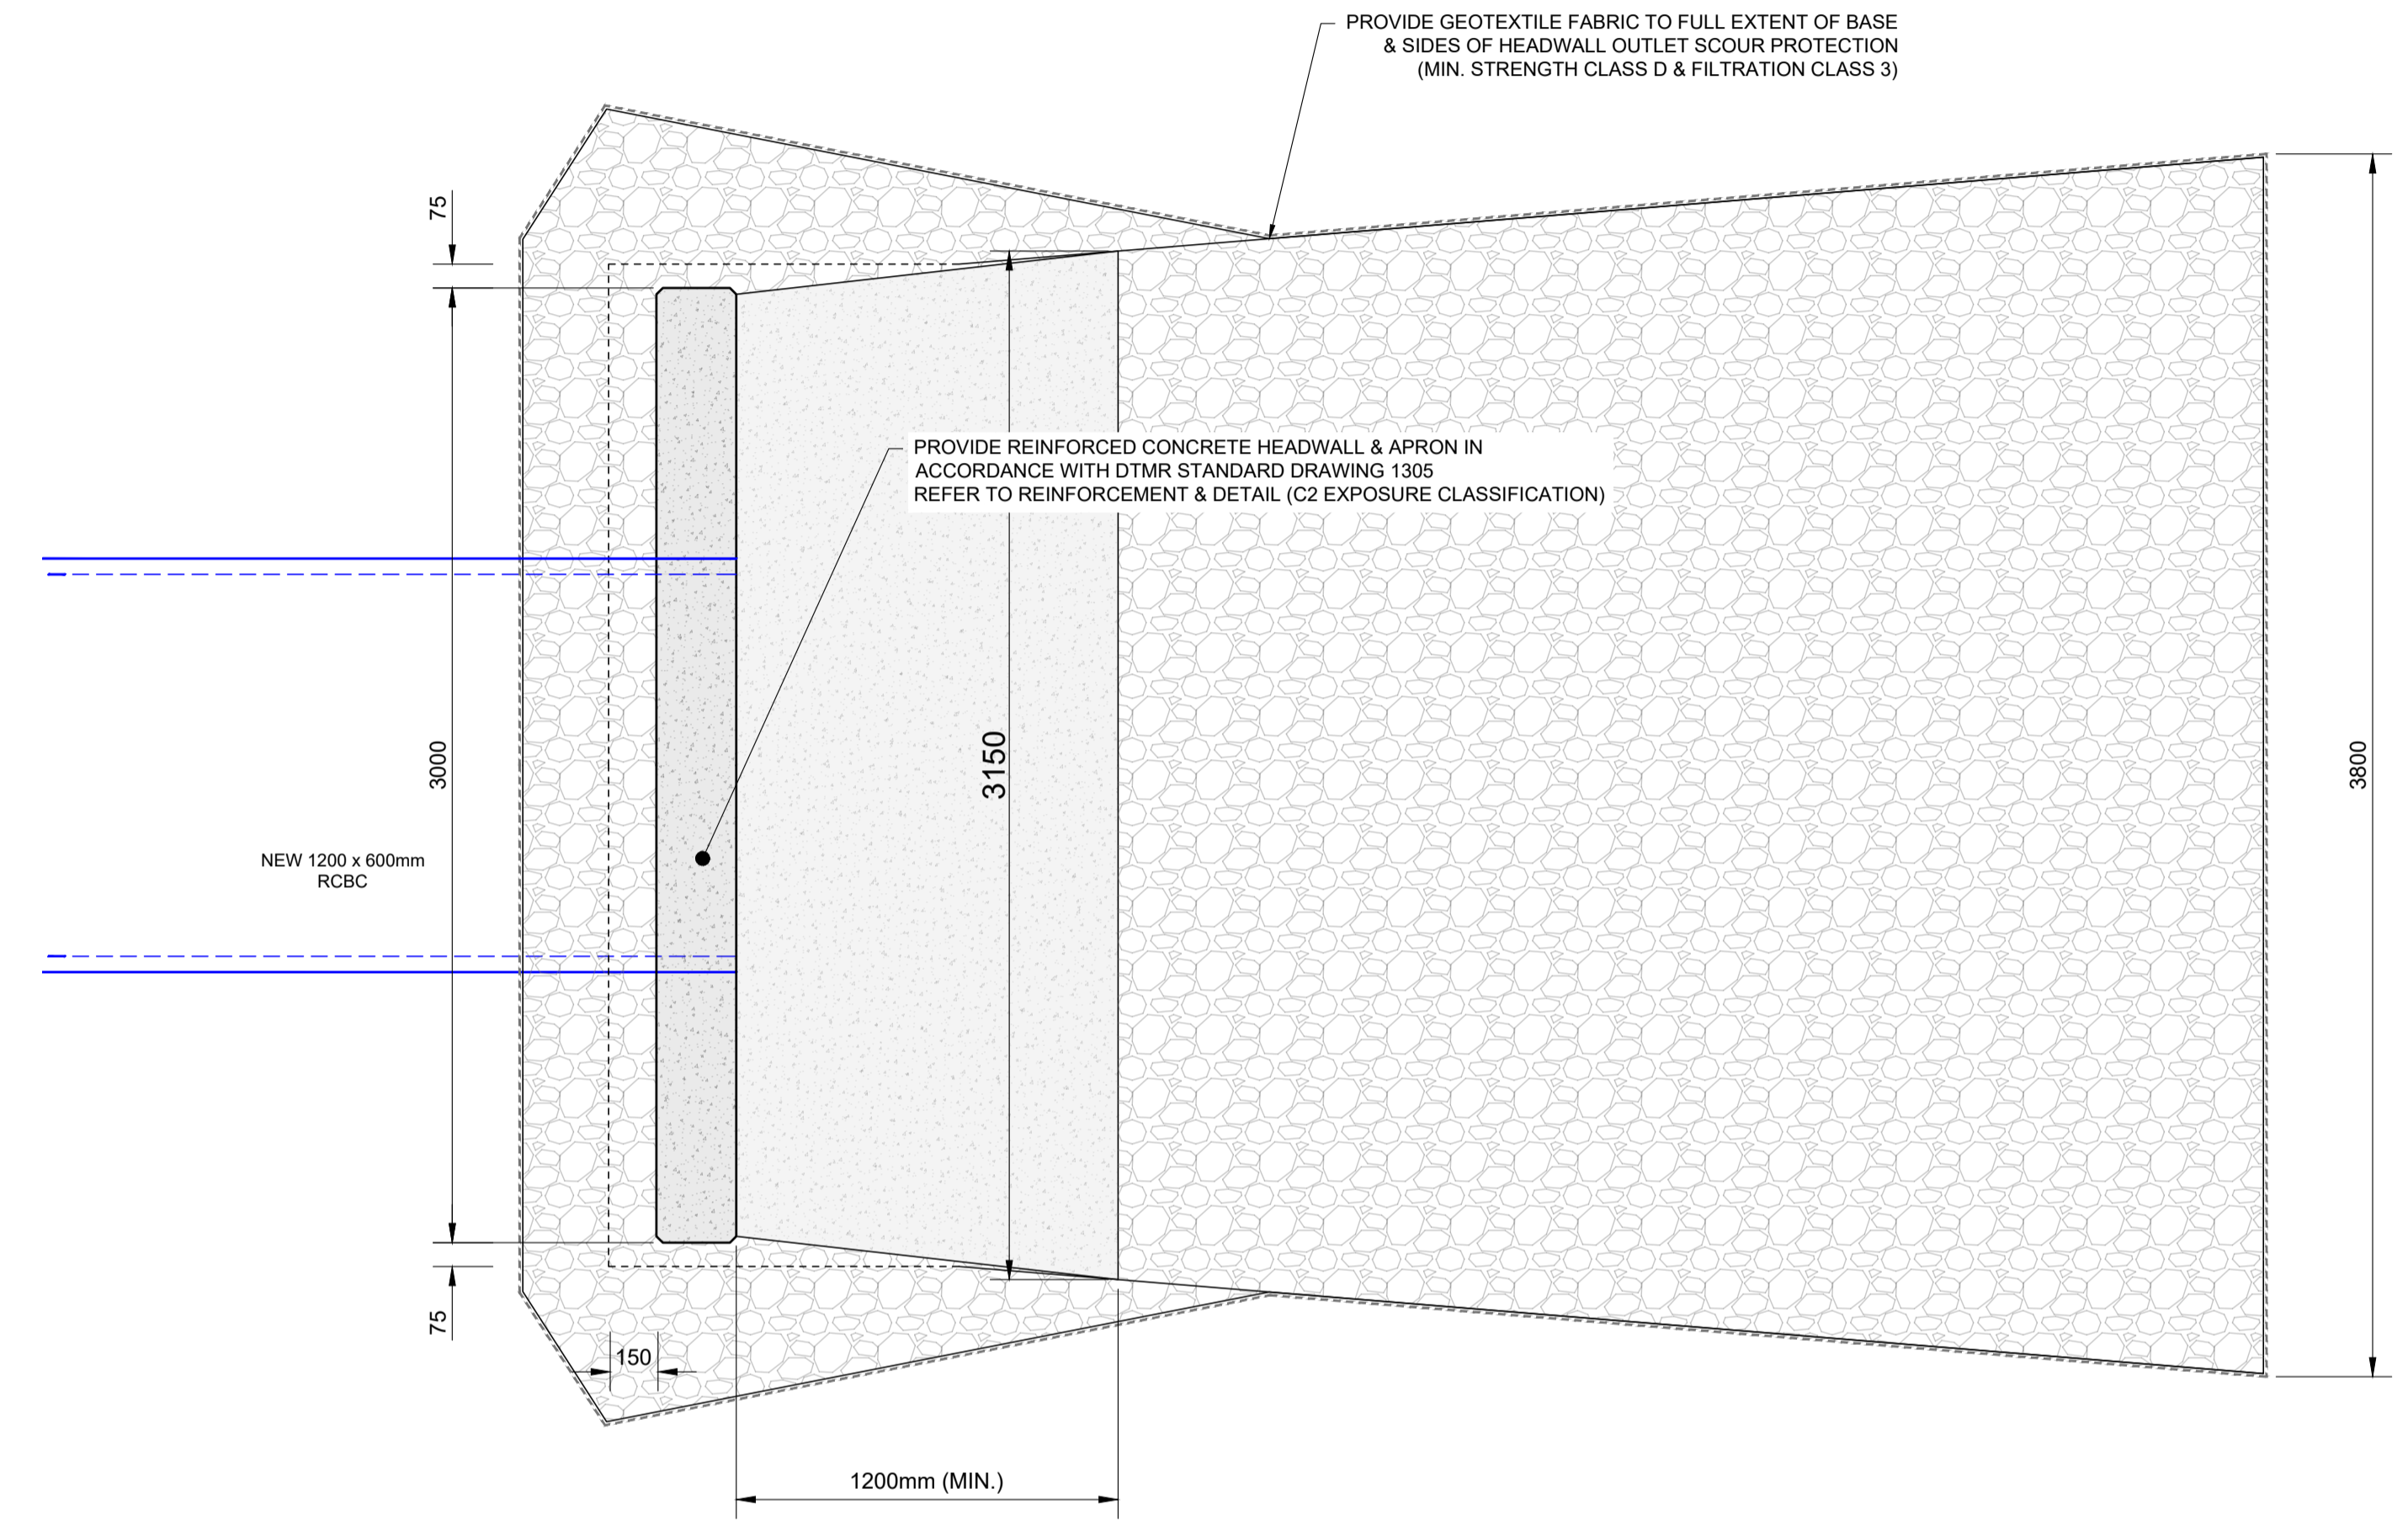 PROVIDE GEOTEXTILE FABRIC TO FULL EXTENT OF BASE
& SIDES OF HEADWALL OUTLET SCOUR PROTECTION
(MIN. STRENGTH CLASS D & FILTRATION CLASS 3)
75
PROVIDE REINFORCED CONCRETE HEADWALL & APRON IN
ACCORDANCE WITH DTMR STANDARD DRAWING 1305
REFER TO REINFORCEMENT & DETAIL (C2 EXPOSURE CLASSIFICATION)
3000
3150
3800
NEW 1200 x 600mm
RCBC
75
150
1200mm (MIN.)